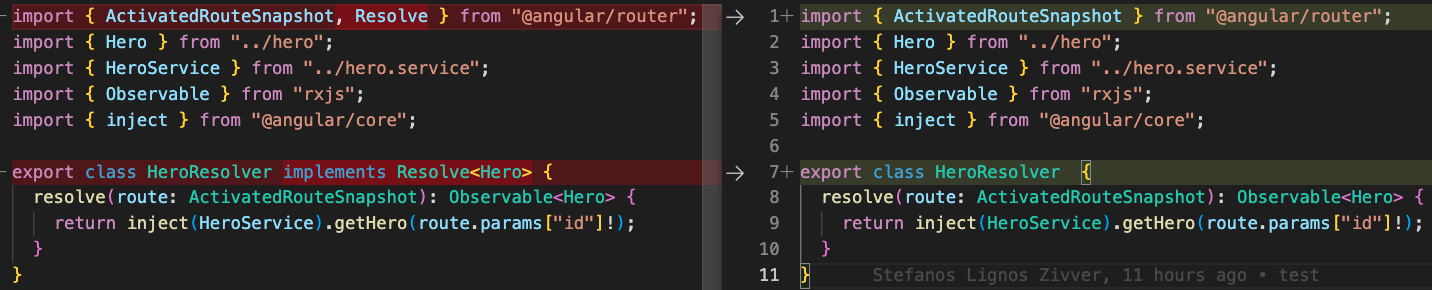 import { ActivatedRouteSnapshot, Resolve } from "@angular/router";
import { Hero } from "../hero";
import { HeroService } from "../hero.service";
import { Observable } from "rxjs";
import { inject } from "@angular/core";
export class HeroResolver implements Resolve<Hero> {
resolve(route: ActivatedRouteSnapshot): Observable<Hero> {
return inject(HeroService).getHero(route.params["id"]!);
}
}
→ 1+ import { ActivatedRouteSnapshot } from "@angular/router";
2 import { Hero } from "../hero";
3 import { HeroService } from "../hero.service";
4 import { Observable } from "rxjs";
5 import { inject } from "@angular/core";
6
→ 7+ export class HeroResolver {
8 resolve(route: ActivatedRouteSnapshot): Observable<Hero> {
9 return inject(HeroService).getHero(route.params["id"]!);
10 }
11 } Stefanos Lignos Zivver, 11 hours ago • test